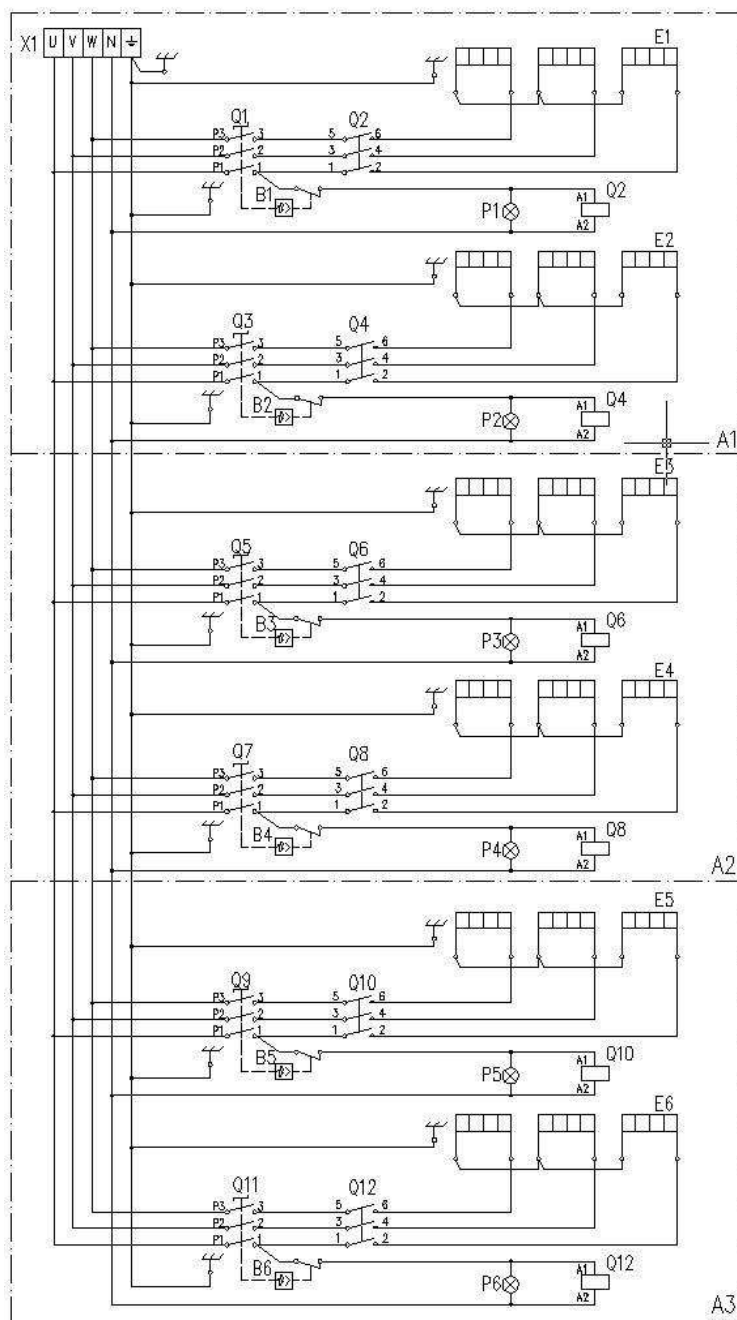 X1 U V W N
E1
Q1 Q2
P3 3 5 6
P2 2 3 4
P1 1 1 2
B1 P1 A1 Q2
A2
E2
Q3 Q4
P3 3 5 6
P2 2 3 4
P1 1 1 2
B2 P2 A1 Q4
A2
A1
E3
Q5 Q6
P3 3 5 6
P2 2 3 4
P1 1 1 2
B3 P3 A1 Q6
A2
E4
Q7 Q8
P3 3 5 6
P2 2 3 4
P1 1 1 2
B4 P4 A1 Q8
A2
A2
E5
Q9 Q10
P3 3 5 6
P2 2 3 4
P1 1 1 2
B5 P5 A1 Q10
A2
E6
Q11 Q12
P3 3 5 6
P2 2 3 4
P1 1 1 2
B6 P6 A1 Q12
A2
A3